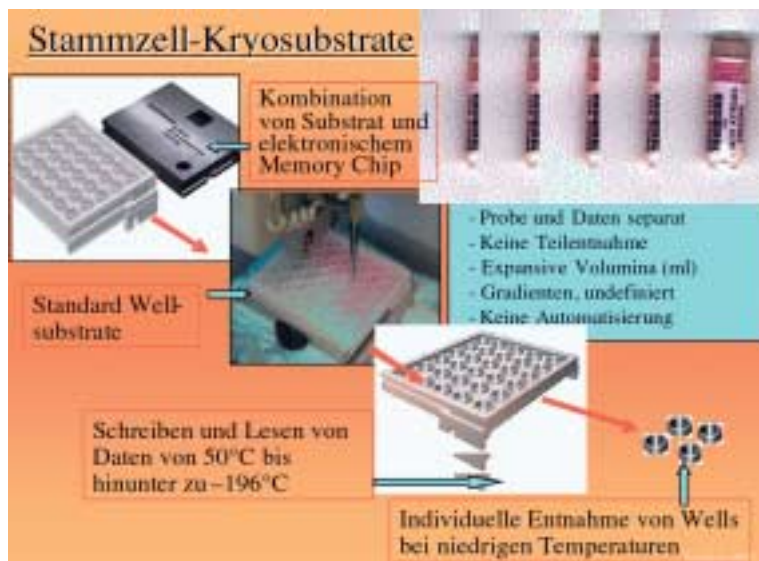 Stammzell-Kryosubstrate
Kombination
von Substrat und
elektronischem
Memory Chip
- Probe und Daten separat
- Keine Teilentnahme
- Expansive Volumina (ml)
- Gradienten, undefiniert
- Keine Automatisierung
Standard Well-
substrate
Schreiben und Lesen von
Daten von 50°C bis
hinunter zu –196°C
Individuelle Entnahme von Wells
bei niedrigen Temperaturen